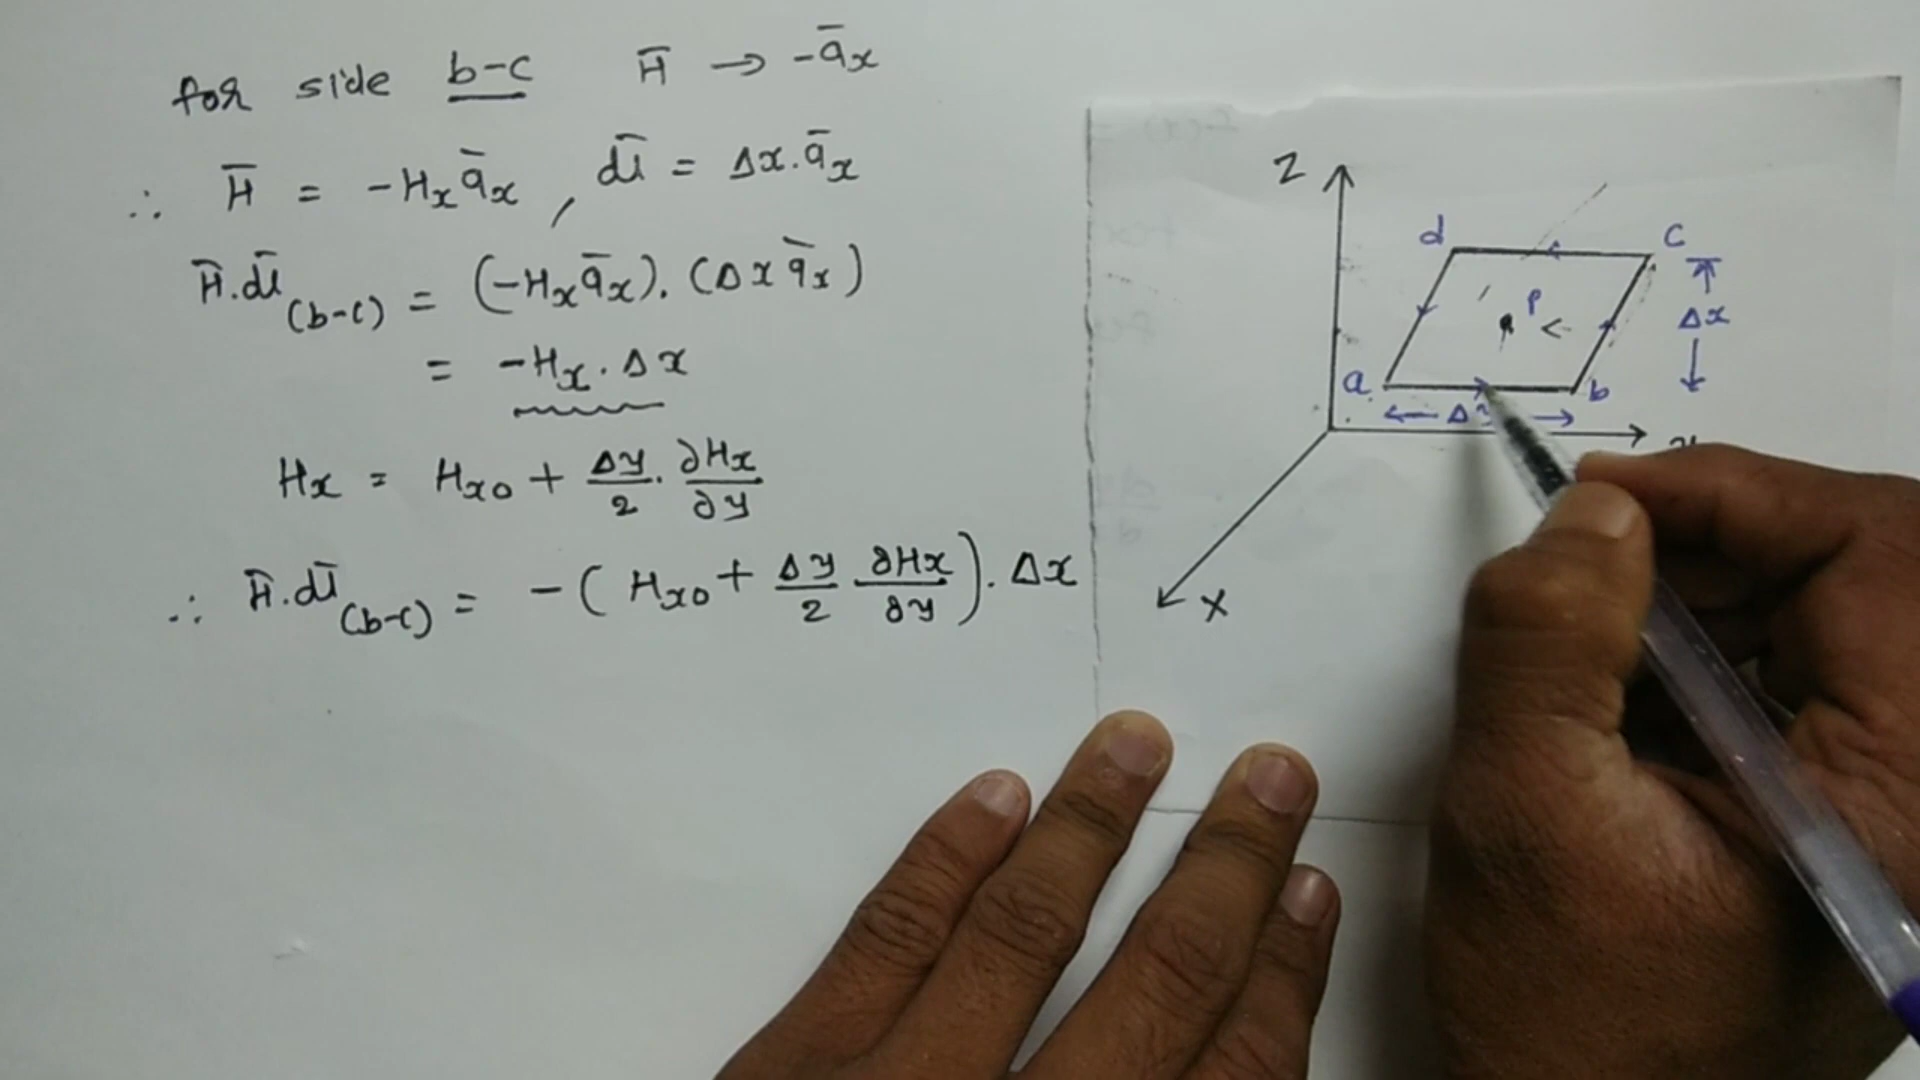 for side b-c H̄ → -āx
∴ H̄ = -Hx āx , dl̄ = Δx.āx
H̄.dl̄(b-c) = (-Hx āx).(Δx āx)
= -Hx.Δx
Hx = Hx0 + Δy/2 . ∂Hx/∂y
∴ H̄.dl̄(b-c) = -(Hx0 + Δy/2 ∂Hx/∂y).Δx
Z
d
c
P
Δx
a
b
X